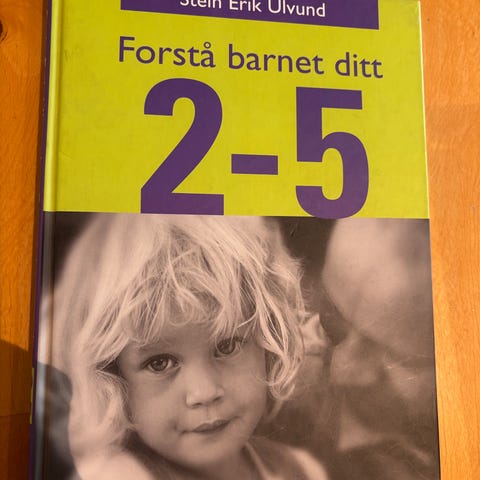 Stein Erik Ulvund
Forstå barnet ditt
2-5